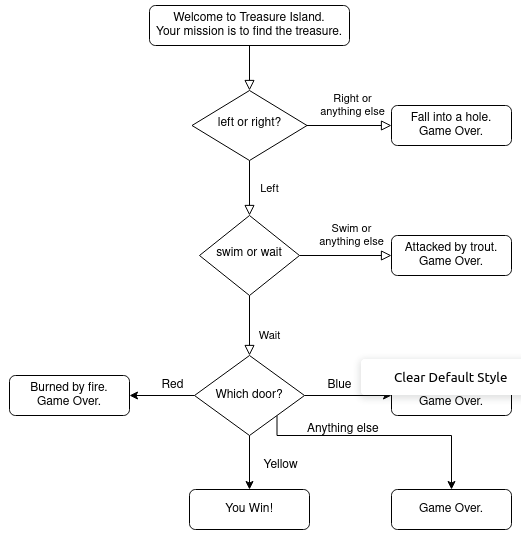 Welcome to Treasure Island.
Your mission is to find the treasure.
Right or
anything else
left or right?
Fall into a hole.
Game Over.
Left
Swim or
anything else
swim or wait
Attacked by trout.
Game Over.
Wait
Burned by fire.
Game Over.
Red
Which door?
Blue
Clear Default Style
Game Over.
Anything else
Yellow
You Win!
Game Over.